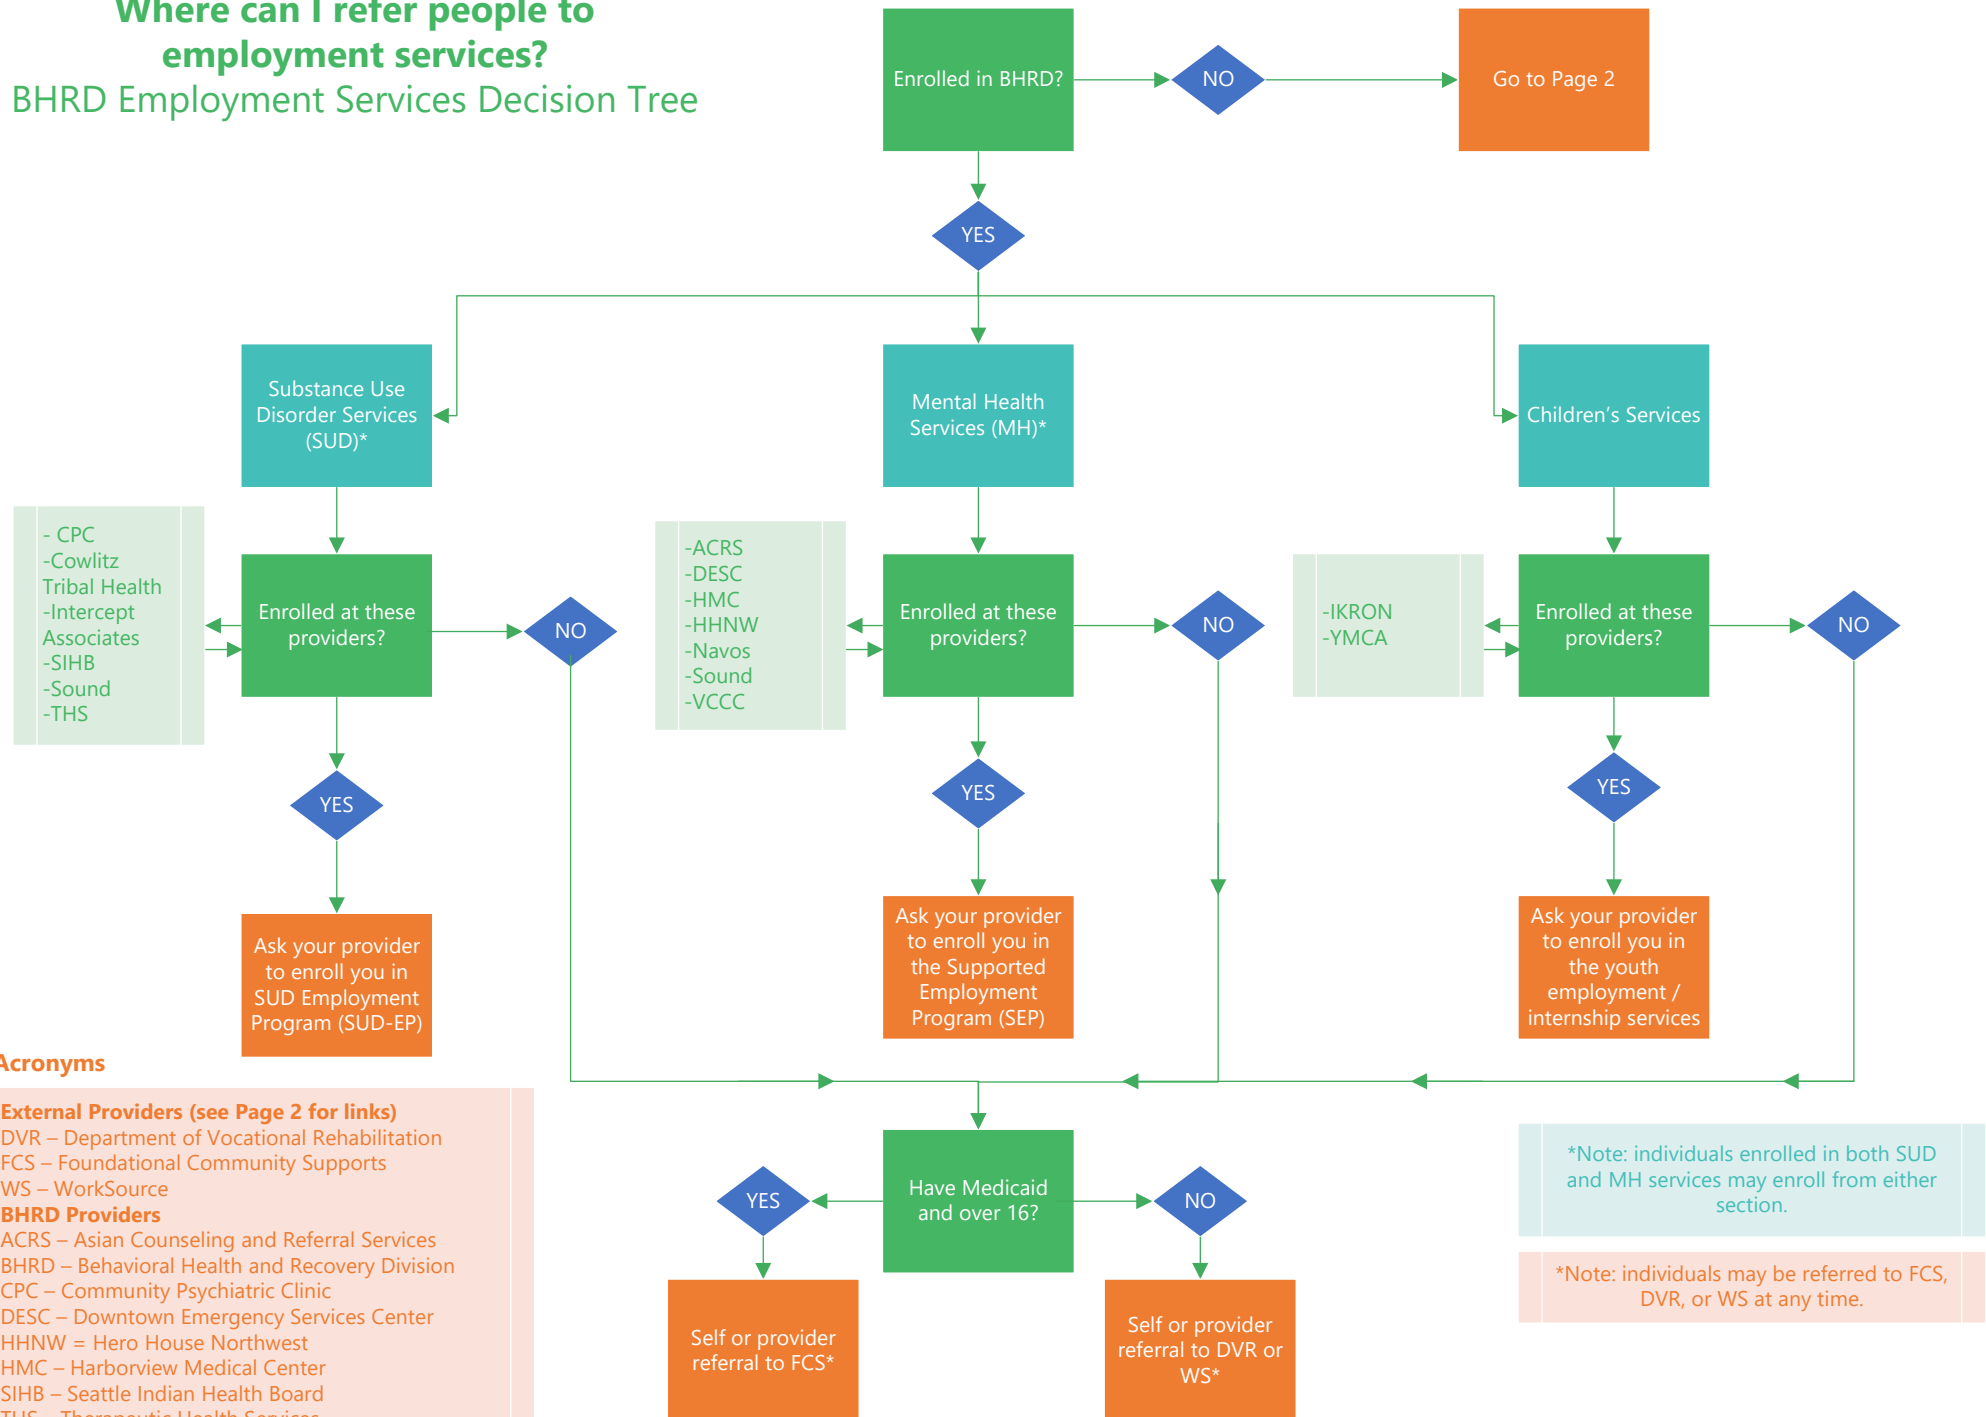 Where can I refer people to
employment services?
BHRD Employment Services Decision Tree
Enrolled in BHRD?
NO
Go to Page 2
YES
Substance Use
Disorder Services
(SUD)*
Mental Health
Services (MH)*
Children's Services
- CPC
-Cowlitz
Tribal Health
-Intercept
Associates
-SIHB
-Sound
-THS
Enrolled at these
providers?
NO
-ACRS
-DESC
-HMC
-HHNW
-Navos
-Sound
-VCCC
Enrolled at these
providers?
NO
-IKRON
-YMCA
Enrolled at these
providers?
NO
YES
YES
YES
Ask your provider
to enroll you in
SUD Employment
Program (SUD-EP)
Ask your provider
to enroll you in
the Supported
Employment
Program (SEP)
Ask your provider
to enroll you in
the youth
employment /
internship services
Acronyms
External Providers (see Page 2 for links)
DVR – Department of Vocational Rehabilitation
FCS – Foundational Community Supports
WS – WorkSource
BHRD Providers
ACRS – Asian Counseling and Referral Services
BHRD – Behavioral Health and Recovery Division
CPC – Community Psychiatric Clinic
DESC – Downtown Emergency Services Center
HHNW = Hero House Northwest
HMC – Harborview Medical Center
SIHB – Seattle Indian Health Board
THS – Therapeutic Health Services
YES
Have Medicaid
and over 16?
NO
Self or provider
referral to FCS*
Self or provider
referral to DVR or
WS*
*Note: individuals enrolled in both SUD
and MH services may enroll from either
section.
*Note: individuals may be referred to FCS,
DVR, or WS at any time.